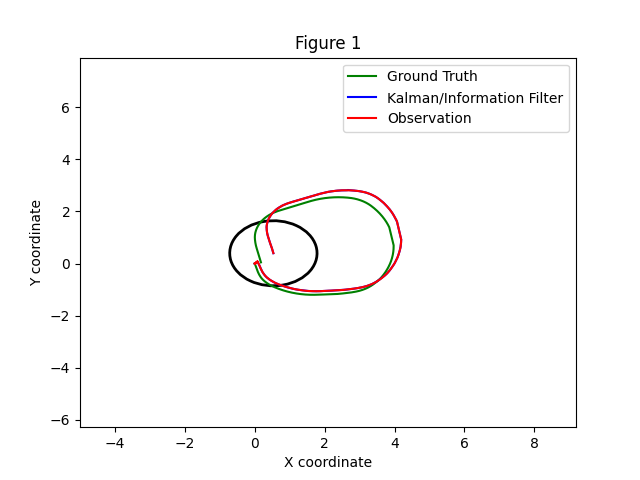 Figure 1
Ground Truth
Kalman/Information Filter
Observation
Y coordinate
6
4
2
0
−2
−4
−6
−4
−2
0
2
4
6
8
X coordinate